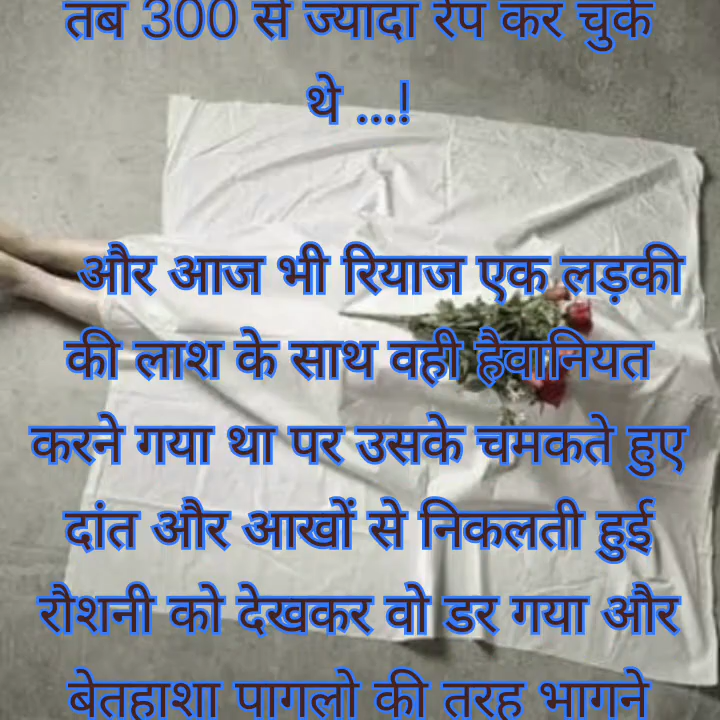 तब 300 से ज्यादा रेप कर चुके
थे ...!
और आज भी रियाज एक लड़की
की लाश के साथ वही हैवानियत
करने गया था पर उसके चमकते हुए
दांत और आखों से निकलती हुई
रौशनी को देखकर वो डर गया और
बेतहाशा पागलो की तरह भागने